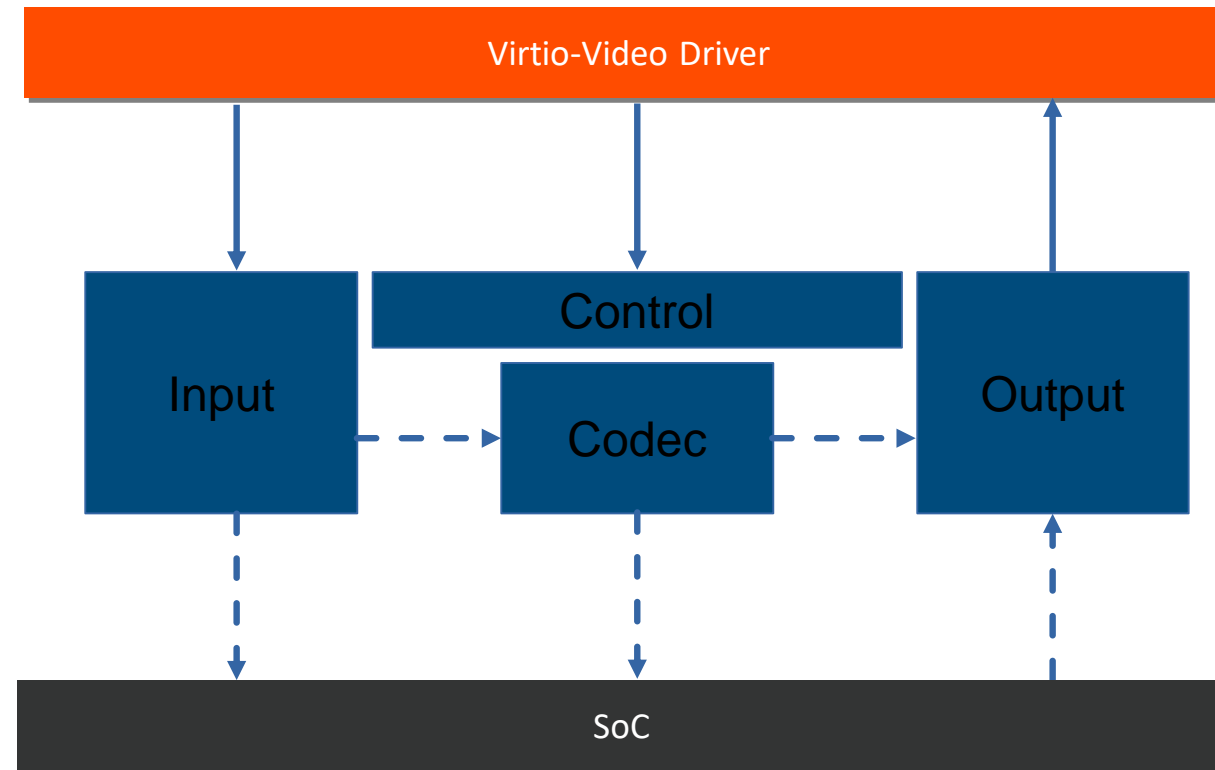 Virtio-Video Driver
Input
Control
Codec
Output
SoC